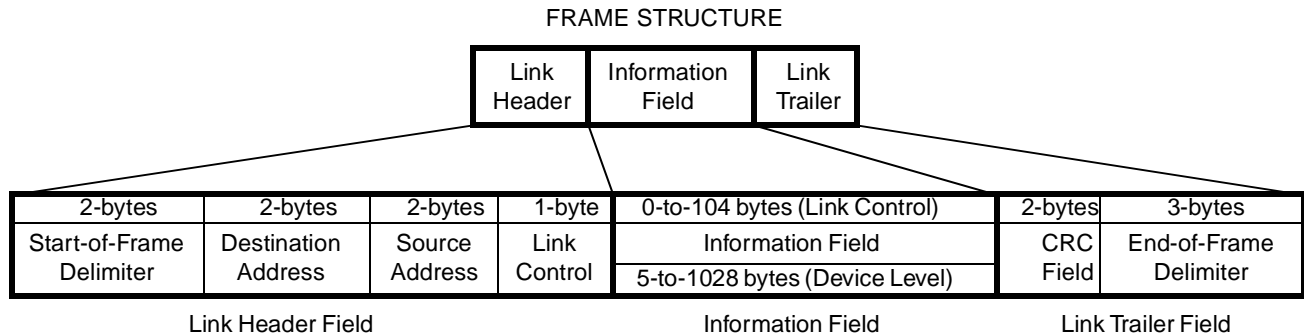 FRAME STRUCTURE
Link Header
Information Field
Link Trailer
2-bytes 2-bytes 2-bytes 1-byte 0-to-104 bytes (Link Control) 2-bytes 3-bytes
Start-of-Frame Delimiter
Destination Address
Source Address
Link Control
Information Field
5-to-1028 bytes (Device Level)
CRC Field
End-of-Frame Delimiter
Link Header Field Information Field Link Trailer Field